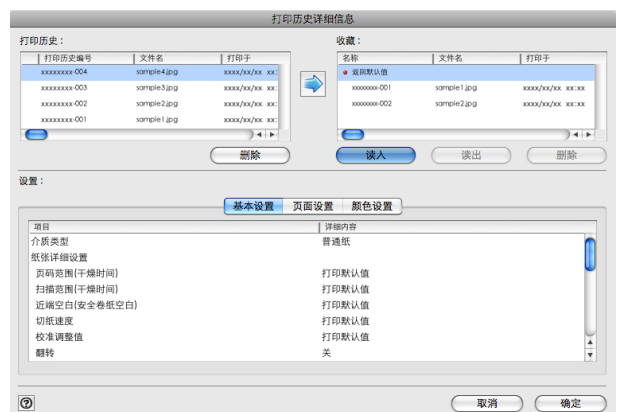 打印历史详细信息
打印历史：
打印历史编号 文件名 打印于
xxxxxxxx-004 sample4.jpg xxxx/xx/xx xx:
xxxxxxxx-003 sample3.jpg xxxx/xx/xx xx:
xxxxxxxx-002 sample2.jpg xxxx/xx/xx xx:
xxxxxxxx-001 sample1.jpg xxxx/xx/xx xx:
删除
收藏：
名称 文件名 打印于
返回默认值
xxxxxxxx-001 sample1.jpg xxxx/xx/xx xx:xx
xxxxxxxx-002 sample2.jpg xxxx/xx/xx xx:xx
读入 读出 删除
设置：
基本设置 页面设置 颜色设置
项目 详细内容
介质类型 普通纸
纸张详细设置
页码范围(干燥时间) 打印默认值
扫描范围(干燥时间) 打印默认值
近端空白(安全卷纸空白) 打印默认值
切纸速度 打印默认值
校准调整值 打印默认值
翻转 关
? 取消 确定